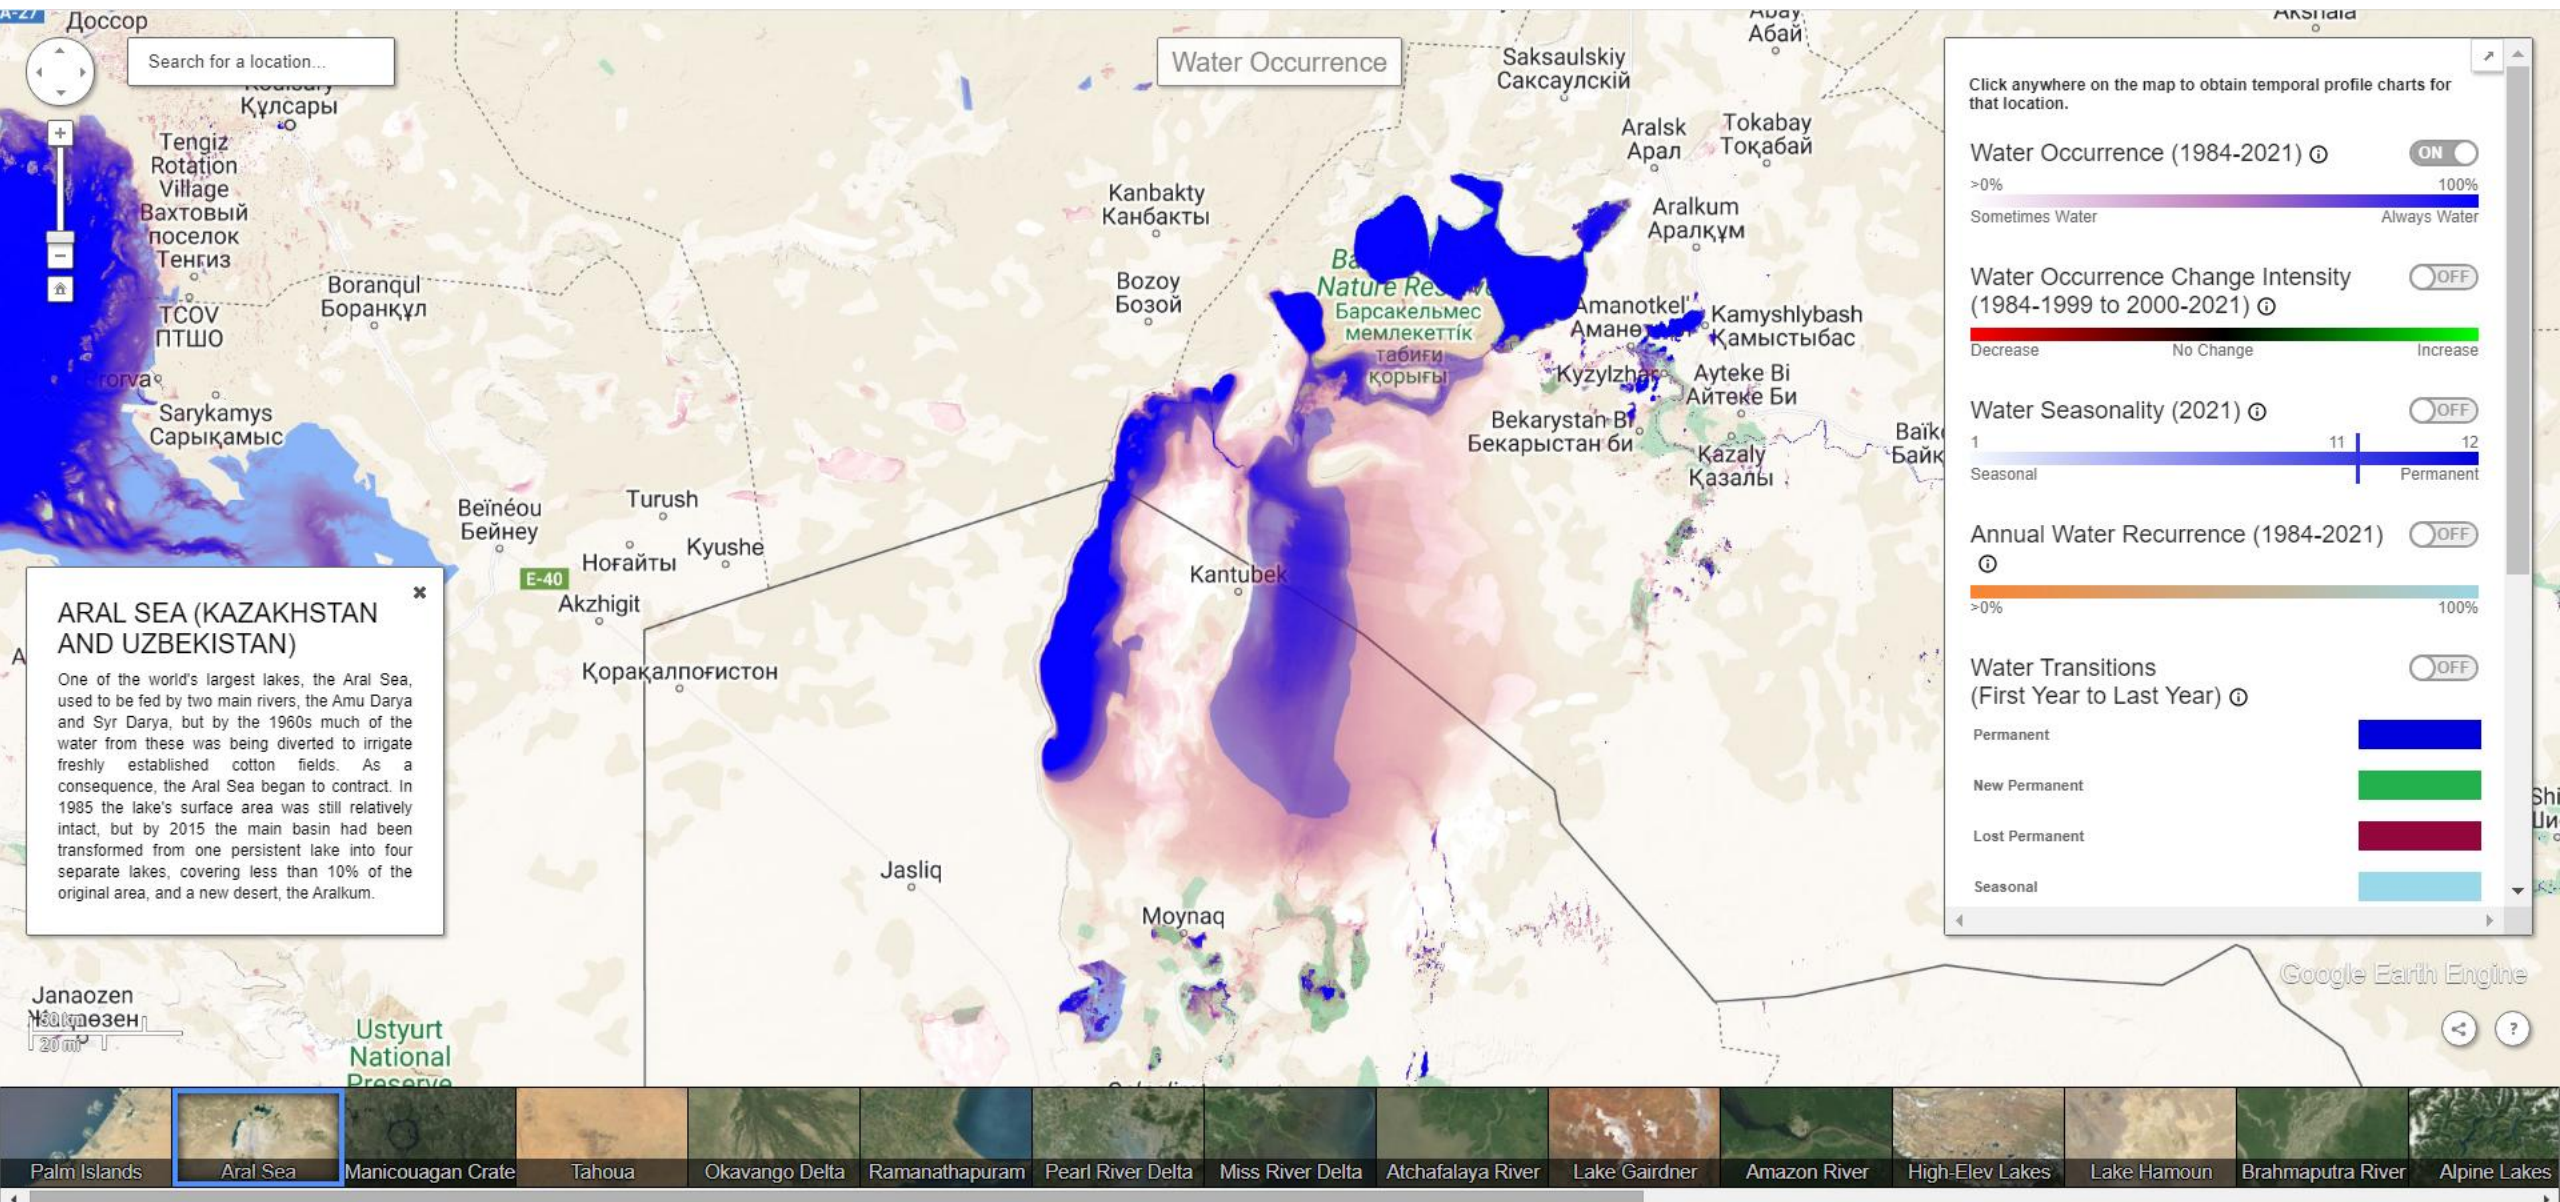 A-27
Доссор
Search for a location...
Құлсары
Tengiz
Rotation
Village
Вахтовый
поселок
Тенгиз
TCOV
ПТШО
Boranqul
Боранқұл
Sarykamys
Сарықамыс
Beïnéou
Бейнеу
Turush
Ноғайты
Kyushe
E-40
Akzhigit
Қорақалпоғистон
Jasliq
Janaozen
Ustyurt
National
Preserve
20 mi
Water Occurrence
Saksaulskiy
Саксаулскій
Abay
Абай
Akshala
Aralsk
Арал
Tokabay
Тоқабай
Kanbakty
Канбакты
Aralkum
Аралқұм
Bozoy
Бозой
Nature
Барсакельмес
мемлекеттік
табиғи
қорығы
Amanotkel'
Kamyshlybash
Қамыстыбас
Kyzylzhar
Ayteke Bi
Айтеке Би
Bekarystan Bi
Бекарыстан би
Kazaly
Қазалы
Kantubek
Moynaq
ARAL SEA (KAZAKHSTAN
AND UZBEKISTAN)
One of the world's largest lakes, the Aral Sea,
used to be fed by two main rivers, the Amu Darya
and Syr Darya, but by the 1960s much of the
water from these was being diverted to irrigate
freshly established cotton fields. As a
consequence, the Aral Sea began to contract. In
1985 the lake's surface area was still relatively
intact, but by 2015 the main basin had been
transformed from one persistent lake into four
separate lakes, covering less than 10% of the
original area, and a new desert, the Aralkum.
Click anywhere on the map to obtain temporal profile charts for
that location.
Water Occurrence (1984-2021) ON
>0% 100%
Sometimes Water Always Water
Water Occurrence Change Intensity OFF
(1984-1999 to 2000-2021)
Decrease No Change Increase
Water Seasonality (2021) OFF
1 11 12
Seasonal Permanent
Annual Water Recurrence (1984-2021) OFF
>0% 100%
Water Transitions OFF
(First Year to Last Year)
Permanent
New Permanent
Lost Permanent
Seasonal
Google Earth Engine
Palm Islands
Aral Sea
Manicouagan Crate
Tahoua
Okavango Delta
Ramanathapuram
Pearl River Delta
Miss River Delta
Atchafalaya River
Lake Gairdner
Amazon River
High-Elev Lakes
Lake Hamoun
Brahmaputra River
Alpine Lakes